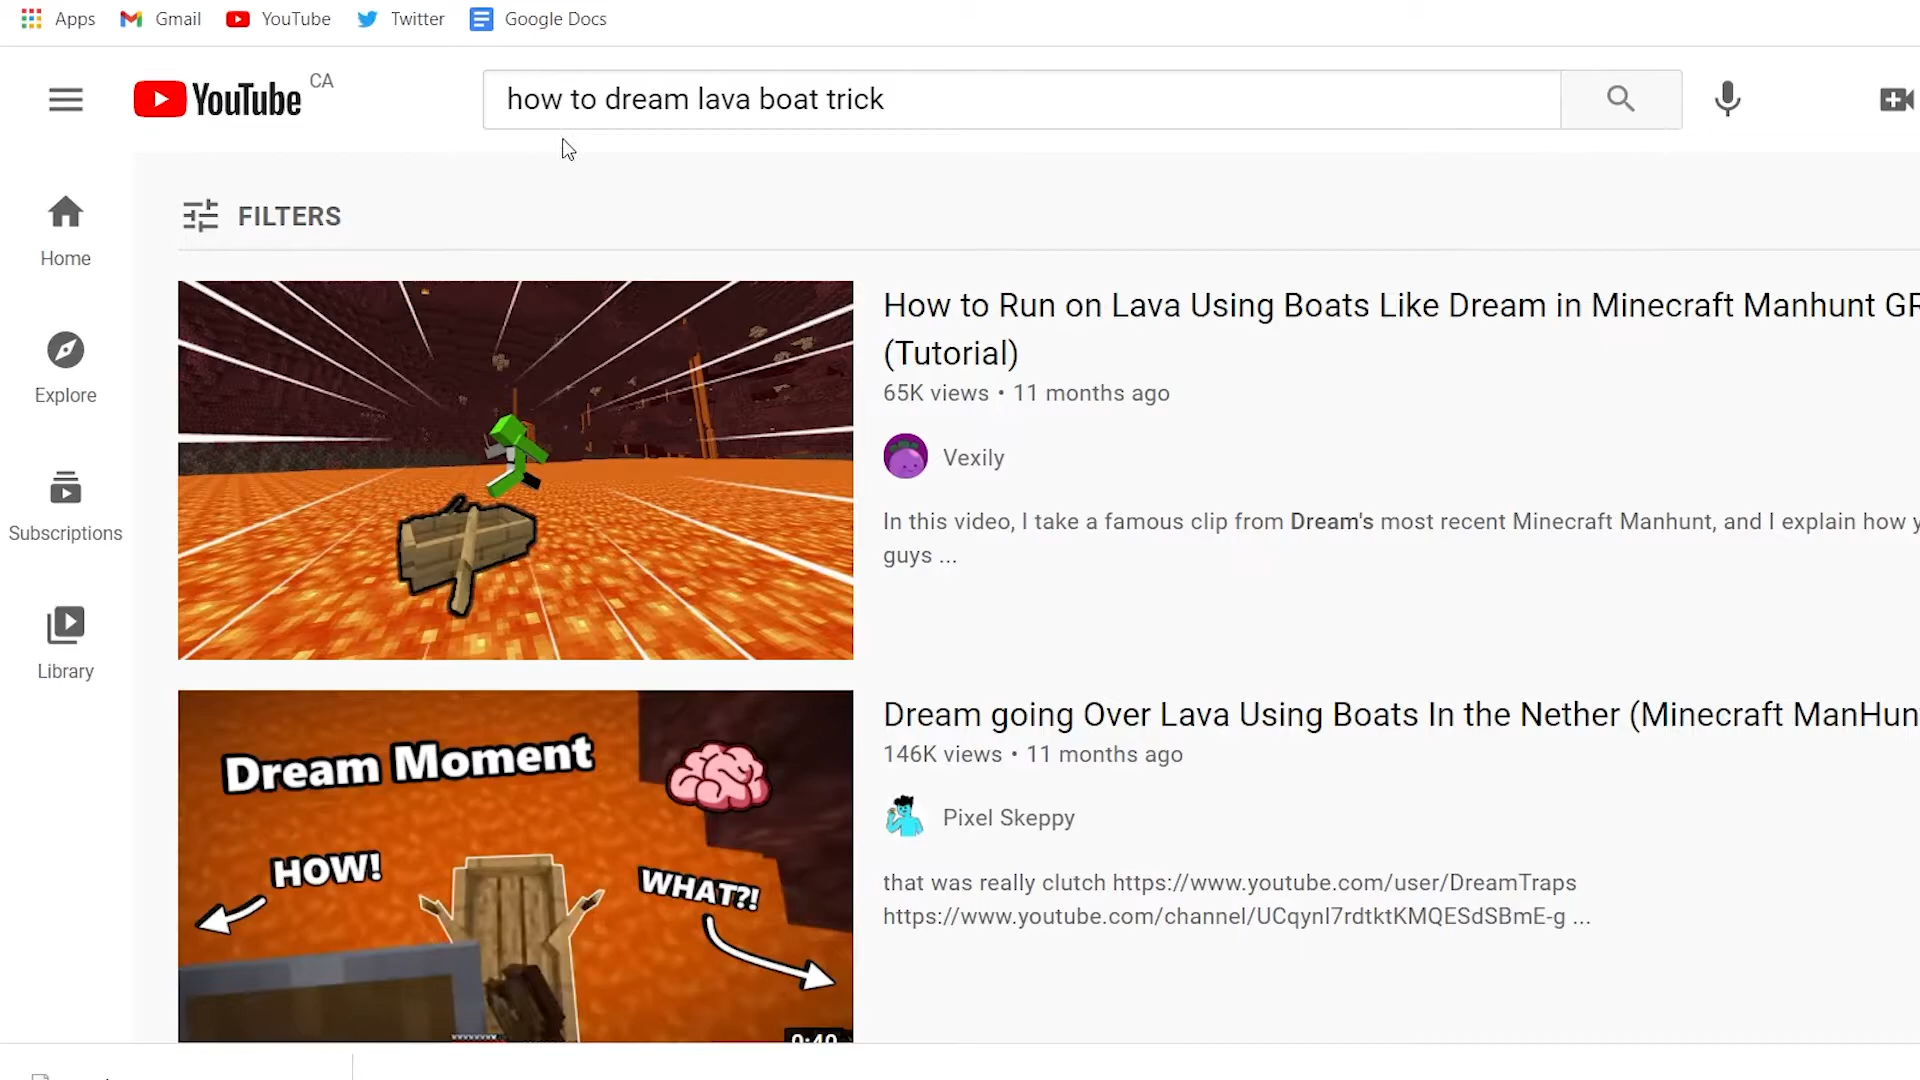 Apps Gmail YouTube Twitter Google Docs
YouTube CA
how to dream lava boat trick
FILTERS
Home
Explore
Subscriptions
Library
How to Run on Lava Using Boats Like Dream in Minecraft Manhunt
(Tutorial)
65K views • 11 months ago
Vexily
In this video, I take a famous clip from Dream's most recent Minecraft Manhunt, and I explain how
guys ...
Dream Moment
HOW!
WHAT?!
0:40
Dream going Over Lava Using Boats In the Nether (Minecraft ManHun
146K views • 11 months ago
Pixel Skeppy
that was really clutch https://www.youtube.com/user/DreamTraps
https://www.youtube.com/channel/UCqynI7rdtktKMQESdSBmE-g ...